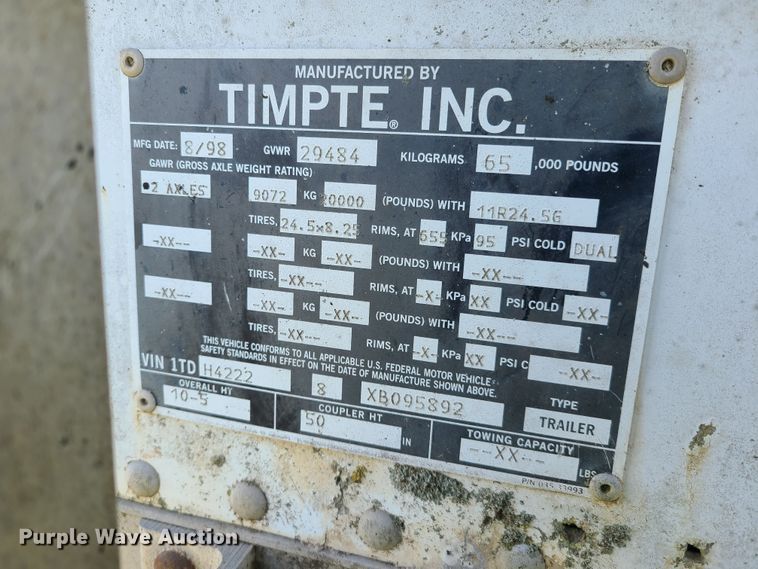 MANUFACTURED BY
TIMPTE® INC.
MFG DATE: 8/98 GVWR 29484 KILOGRAMS 65 ,000 POUNDS
GAWR (GROSS AXLE WEIGHT RATING)
2 AXLES 9072 KG 20000 (POUNDS) WITH 11R24.5G
TIRES, 24.5x8.25 RIMS, AT 655 KPa 95 PSI COLD DUAL
-XX-- -XX-- KG -XX-- (POUNDS) WITH -XX---
TIRES, -XX--- RIMS, AT -X- KPa XX PSI COLD -XX--
-XX-- -XX-- KG -XX-- (POUNDS) WITH -XX---
TIRES, -XX--- RIMS, AT -X- KPa XX PSI C -XX--
THIS VEHICLE CONFORMS TO ALL APPLICABLE U.S. FEDERAL MOTOR VEHICLE
SAFETY STANDARDS IN EFFECT ON THE DATE OF MANUFACTURE SHOWN ABOVE.
VIN 1TD H4222 8 XB095892 TYPE TRAILER
OVERALL HT 10-5 COUPLER HT 50 IN TOWING CAPACITY --XX--- LBS
P/N 035 33993
Purple Wave Auction